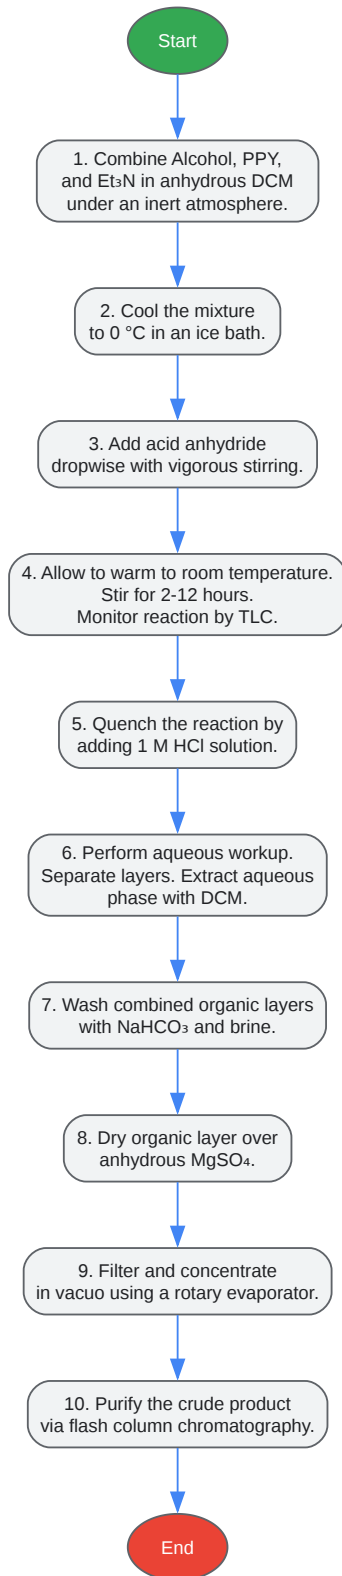 Start
1. Combine Alcohol, PPY,
and Et₃N in anhydrous DCM
under an inert atmosphere.
2. Cool the mixture
to 0 °C in an ice bath.
3. Add acid anhydride
dropwise with vigorous stirring.
4. Allow to warm to room temperature.
Stir for 2-12 hours.
Monitor reaction by TLC.
5. Quench the reaction by
adding 1 M HCl solution.
6. Perform aqueous workup.
Separate layers. Extract aqueous
phase with DCM.
7. Wash combined organic layers
with NaHCO₃ and brine.
8. Dry organic layer over
anhydrous MgSO₄.
9. Filter and concentrate
in vacuo using a rotary evaporator.
10. Purify the crude product
via flash column chromatography.
End